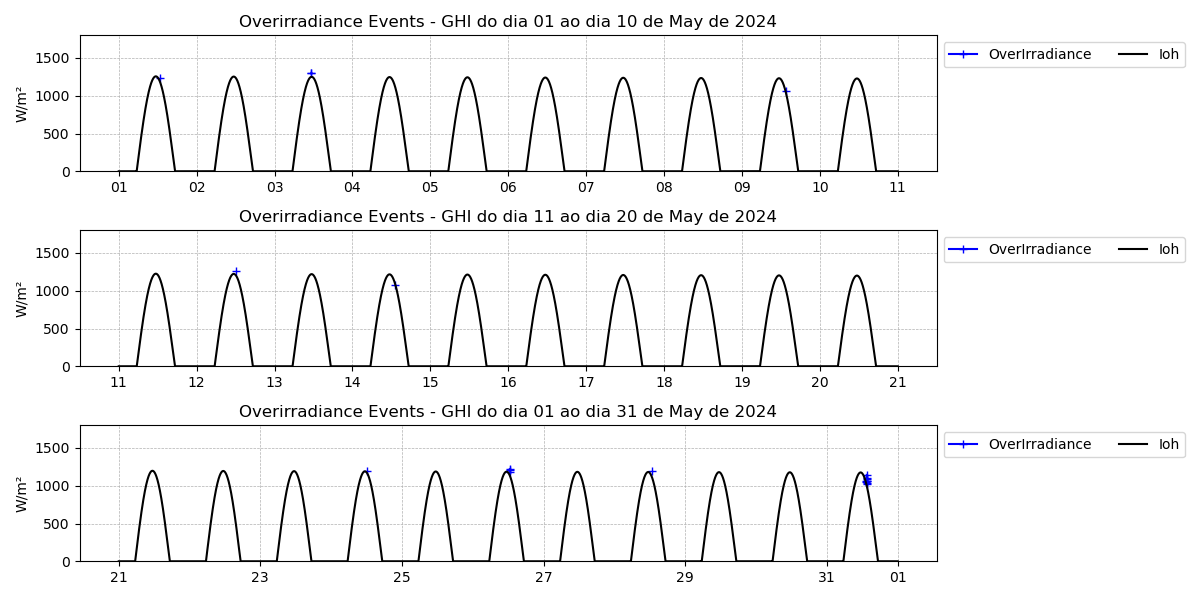 Overirradiance Events - GHI do dia 01 ao dia 10 de May de 2024
1500
1000
500
0
W/m²
01 02 03 04 05 06 07 08 09 10 11
OverIrradiance Ioh
Overirradiance Events - GHI do dia 11 ao dia 20 de May de 2024
1500
1000
500
0
W/m²
11 12 13 14 15 16 17 18 19 20 21
OverIrradiance Ioh
Overirradiance Events - GHI do dia 01 ao dia 31 de May de 2024
1500
1000
500
0
W/m²
21 23 25 27 29 31 01
OverIrradiance Ioh